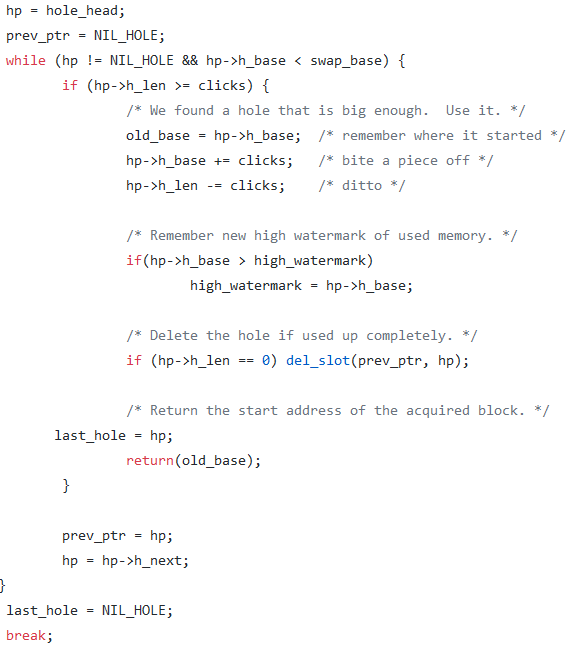 hp = hole_head;
prev_ptr = NIL_HOLE;
while (hp != NIL_HOLE && hp->h_base < swap_base) {
if (hp->h_len >= clicks) {
/* We found a hole that is big enough.  Use it. */
old_base = hp->h_base;  /* remember where it started */
hp->h_base += clicks;   /* bite a piece off */
hp->h_len -= clicks;    /* ditto */
/* Remember new high watermark of used memory. */
if(hp->h_base > high_watermark)
high_watermark = hp->h_base;
/* Delete the hole if used up completely. */
if (hp->h_len == 0) del_slot(prev_ptr, hp);
/* Return the start address of the acquired block. */
last_hole = hp;
return(old_base);
}
prev_ptr = hp;
hp = hp->h_next;
}
last_hole = NIL_HOLE;
break;